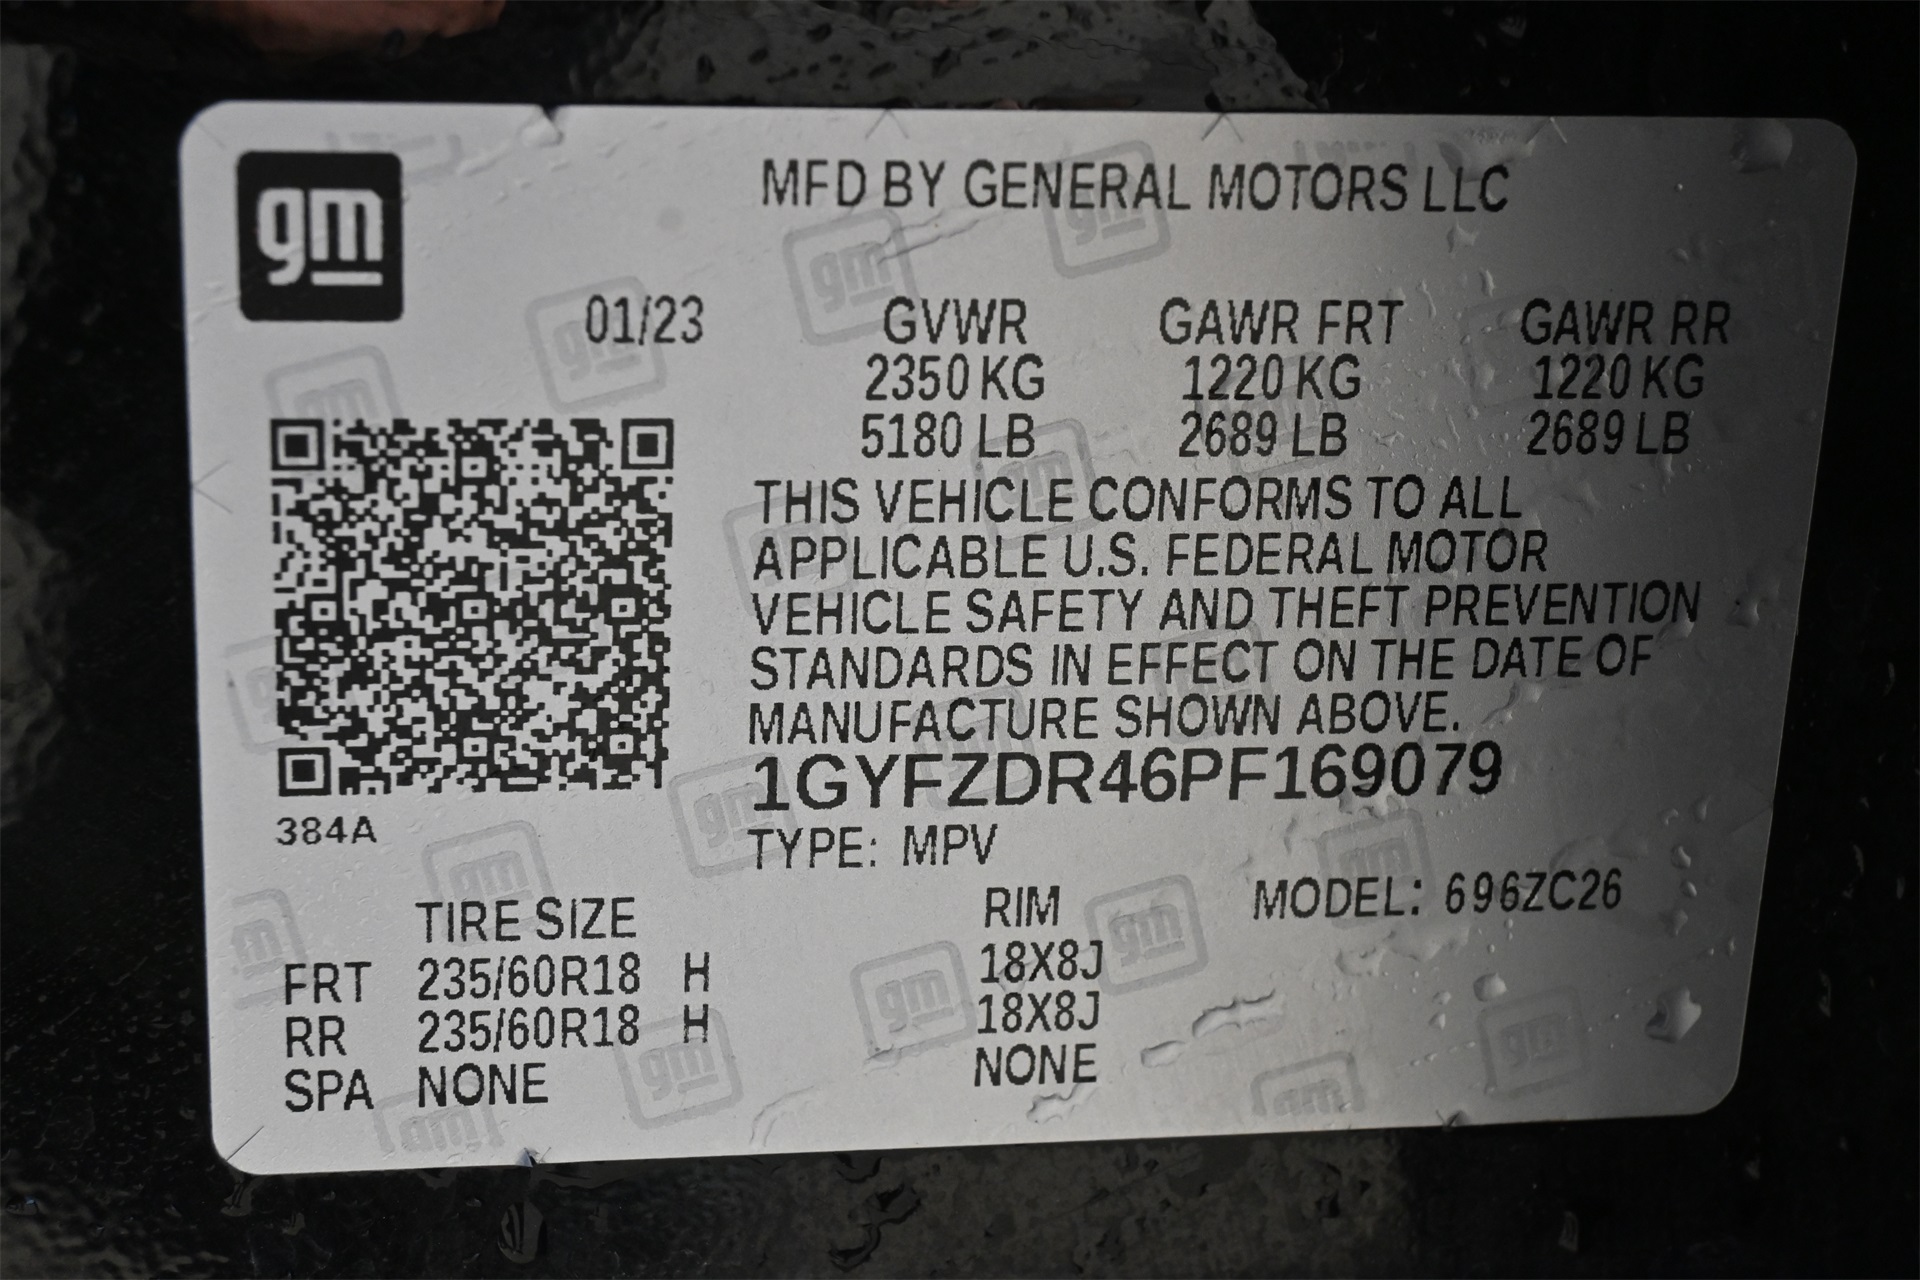 gm
MFD BY GENERAL MOTORS LLC
01/23 GVWR GAWR FRT GAWR RR
2350 KG 1220 KG 1220 KG
5180 LB 2689 LB 2689 LB
THIS VEHICLE CONFORMS TO ALL
APPLICABLE U.S. FEDERAL MOTOR
VEHICLE SAFETY AND THEFT PREVENTION
STANDARDS IN EFFECT ON THE DATE OF
MANUFACTURE SHOWN ABOVE.
1GYFZDR46PF169079
384A
TYPE: MPV
MODEL: 696ZC26
TIRE SIZE RIM
FRT 235/60R18 H 18X8J
RR 235/60R18 H 18X8J
SPA NONE NONE